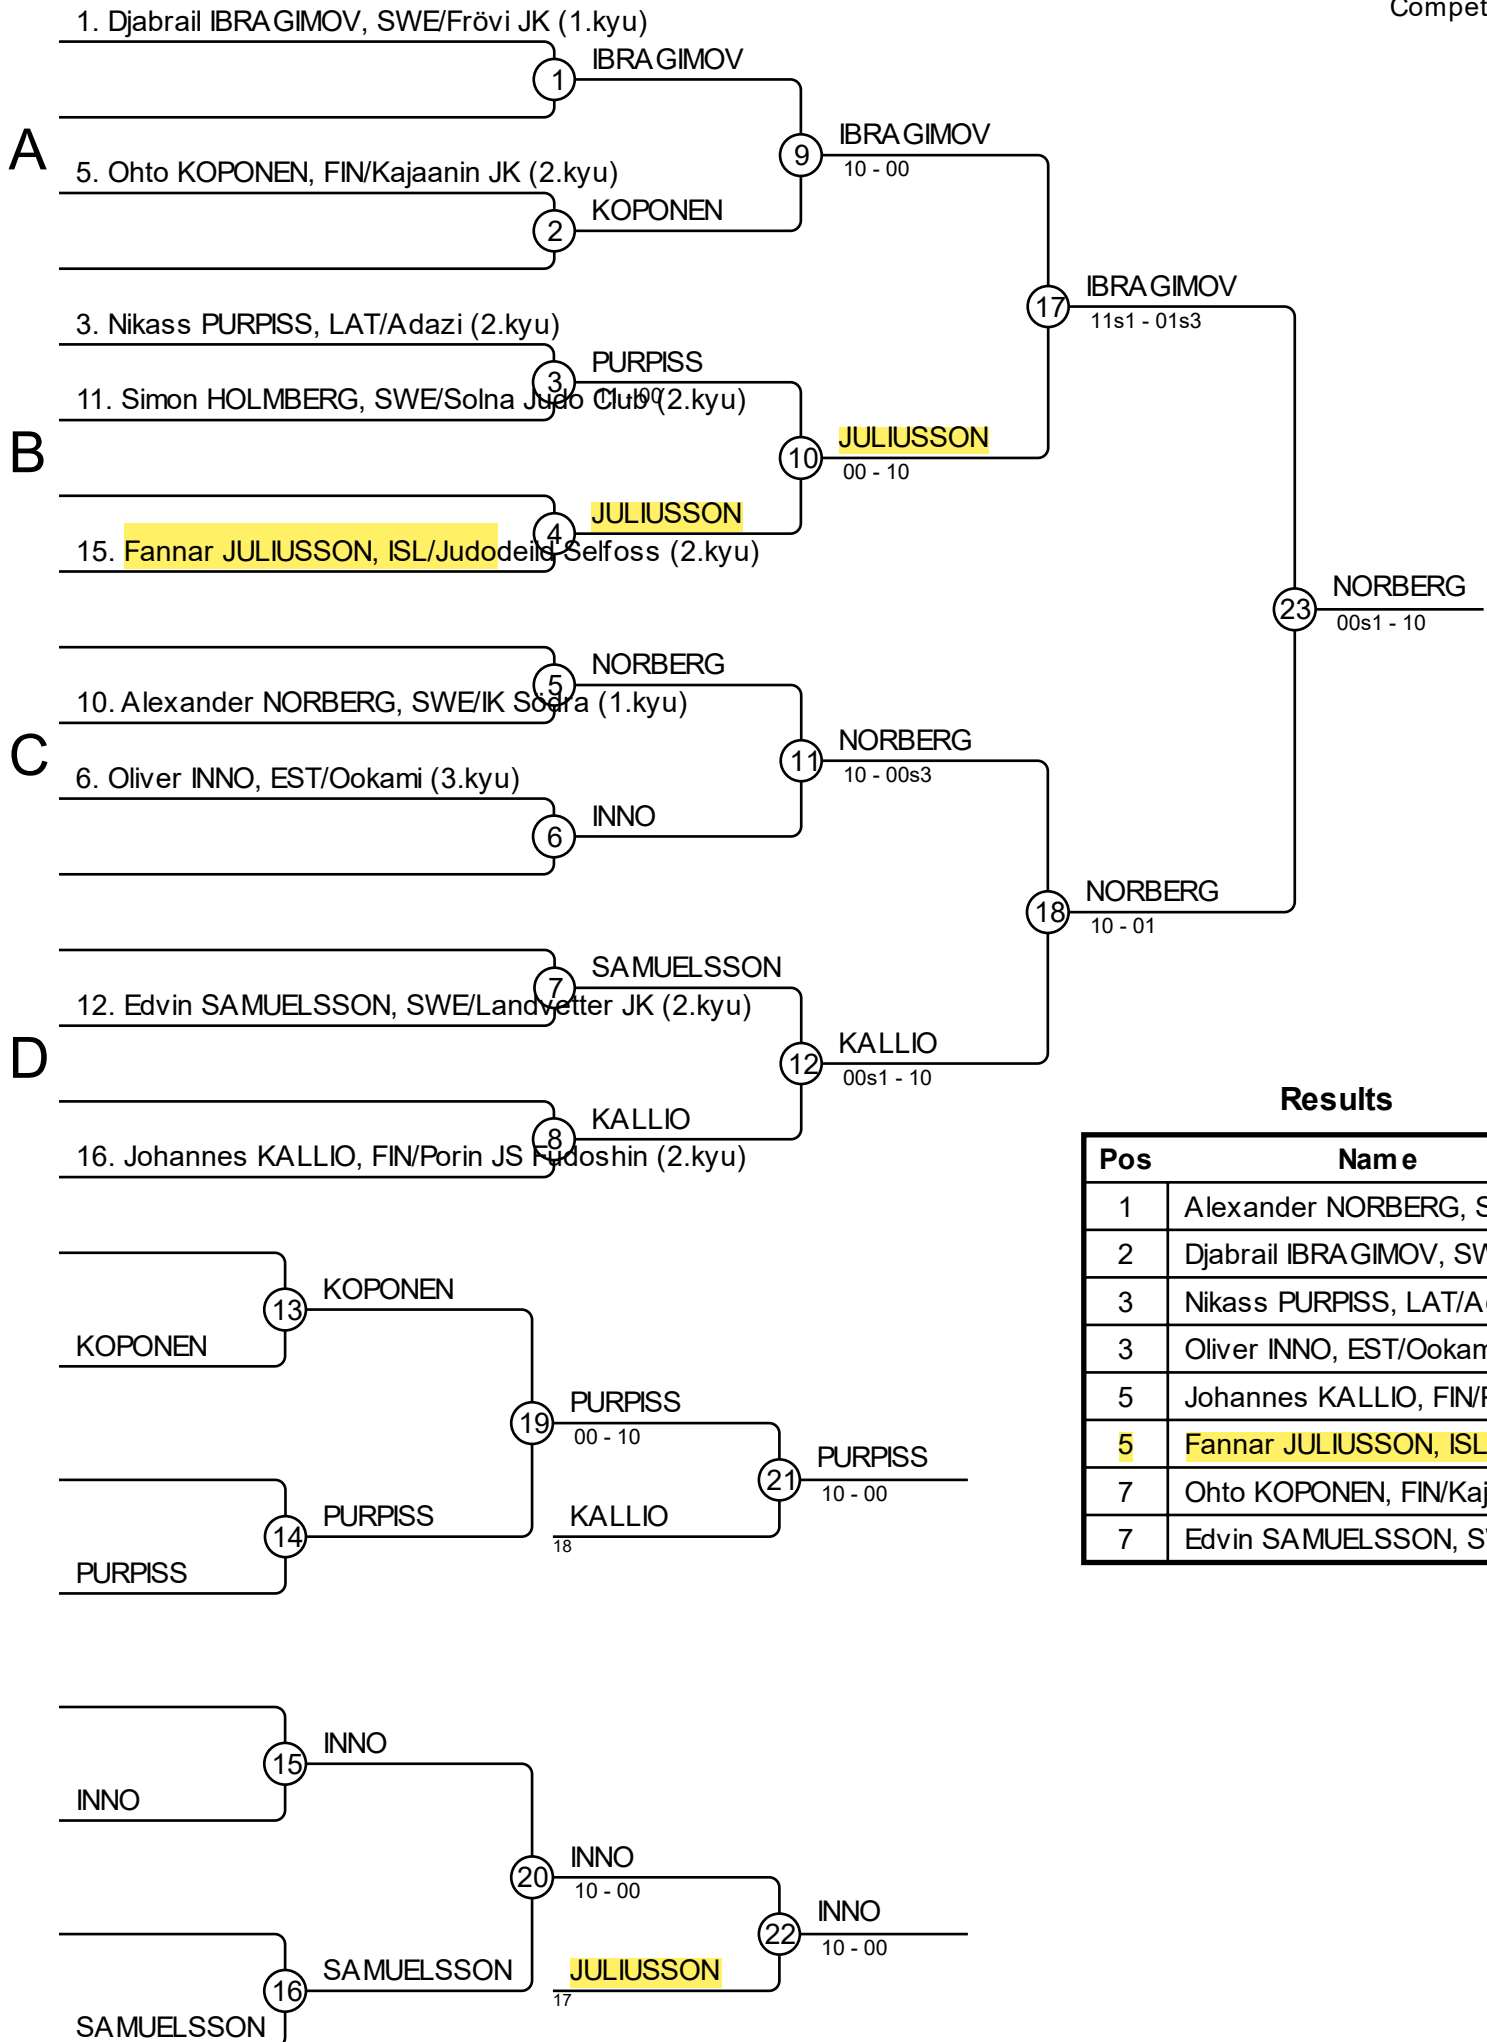 Compet
1. Djabrail IBRAGIMOV, SWE/Frövi JK (1.kyu)
1
IBRAGIMOV
A
9
IBRAGIMOV
10 - 00
5. Ohto KOPONEN, FIN/Kajaanin JK (2.kyu)
2
KOPONEN
17
IBRAGIMOV
11s1 - 01s3
3. Nikass PURPISS, LAT/Adazi (2.kyu)
3
PURPISS
11 - 00
11. Simon HOLMBERG, SWE/Solna Judo Club (2.kyu)
B
10
JULIUSSON
00 - 10
4
JULIUSSON
15. Fannar JULIUSSON, ISL/Judodeild Selfoss (2.kyu)
23
NORBERG
00s1 - 10
5
NORBERG
10. Alexander NORBERG, SWE/IK Södra (1.kyu)
C
11
NORBERG
10 - 00s3
6. Oliver INNO, EST/Ookami (3.kyu)
6
INNO
18
NORBERG
10 - 01
7
SAMUELSSON
12. Edvin SAMUELSSON, SWE/Landvetter JK (2.kyu)
D
12
KALLIO
00s1 - 10
8
KALLIO
16. Johannes KALLIO, FIN/Porin JS Fudoshin (2.kyu)
Results
Pos Name
1 Alexander NORBERG, S
2 Djabrail IBRAGIMOV, SW
3 Nikass PURPISS, LAT/A
3 Oliver INNO, EST/Ookam
5 Johannes KALLIO, FIN/P
5 Fannar JULIUSSON, ISL
7 Ohto KOPONEN, FIN/Kaj
7 Edvin SAMUELSSON, S
13
KOPONEN
KOPONEN
19
PURPISS
00 - 10
21
PURPISS
10 - 00
14
PURPISS
KALLIO
18
PURPISS
15
INNO
INNO
20
INNO
10 - 00
22
INNO
10 - 00
16
SAMUELSSON
JULIUSSON
17
SAMUELSSON